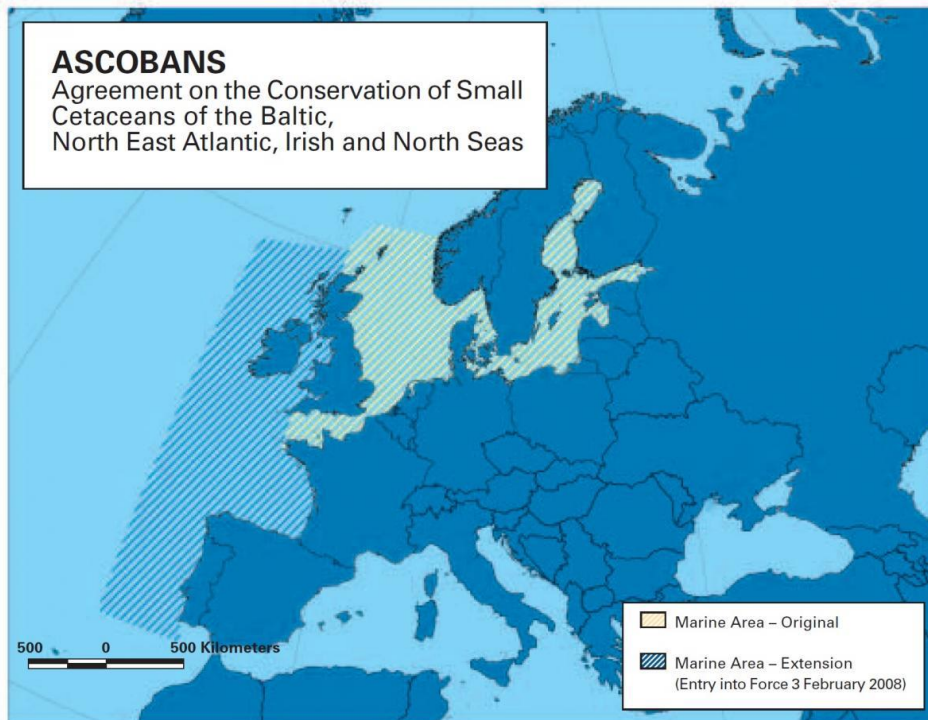 ASCOBANS
Agreement on the Conservation of Small
Cetaceans of the Baltic,
North East Atlantic, Irish and North Seas
500 0 500 Kilometers
Marine Area – Original
Marine Area – Extension
(Entry into Force 3 February 2008)